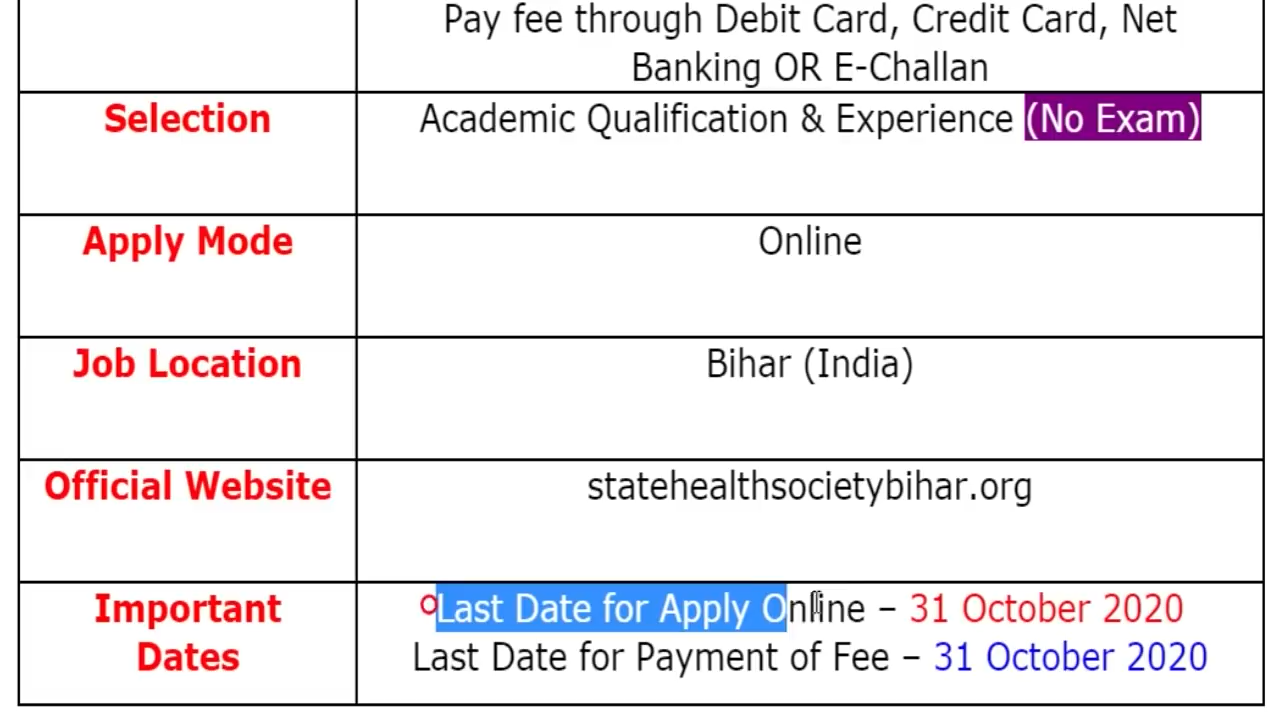 Pay fee through Debit Card, Credit Card, Net
Banking OR E-Challan
Selection
Academic Qualification & Experience (No Exam)
Apply Mode
Online
Job Location
Bihar (India)
Official Website
statehealthsocietybihar.org
Important
Dates
Last Date for Apply Online – 31 October 2020
Last Date for Payment of Fee – 31 October 2020